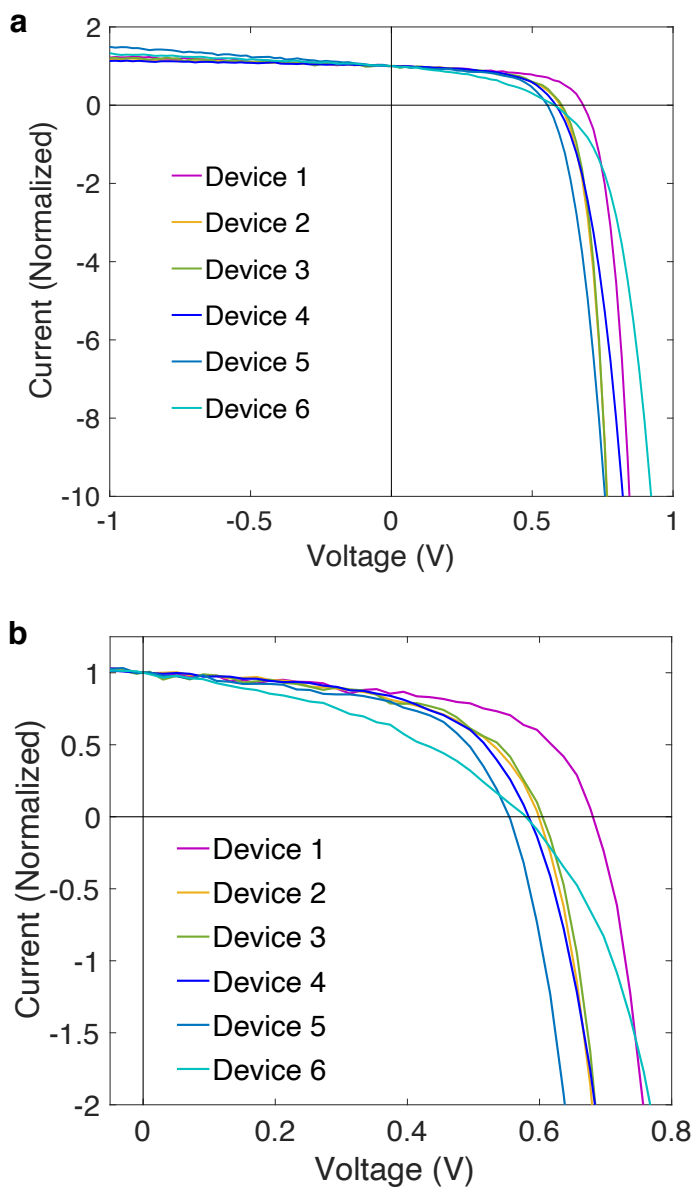 a
2
0
-2
-4
-6
-8
-10
Current (Normalized)
Device 1
Device 2
Device 3
Device 4
Device 5
Device 6
-1
-0.5
0
0.5
1
Voltage (V)
b
1
0.5
0
-0.5
-1
-1.5
-2
Current (Normalized)
Device 1
Device 2
Device 3
Device 4
Device 5
Device 6
0
0.2
0.4
0.6
0.8
Voltage (V)